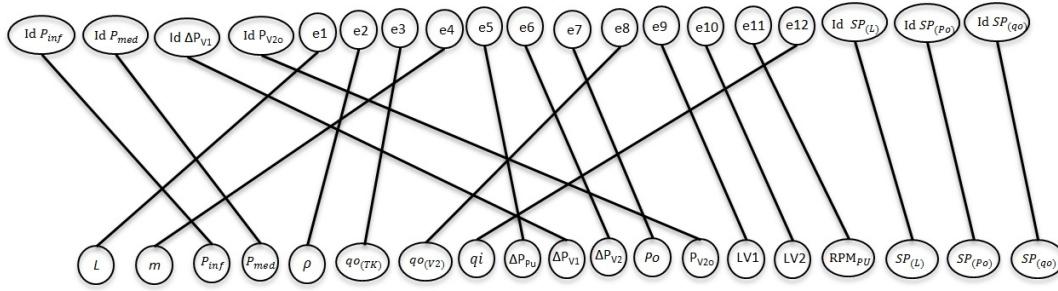 Id P_inf Id P_med Id ΔP_V1 Id P_V2o e1 e2 e3 e4 e5 e6 e7 e8 e9 e10 e11 e12 Id SP_(L) Id SP_(Po) Id SP_(qo)
L m P_inf P_med ρ qo_(TK) qo_(V2) qi ΔP_Pu ΔP_V1 ΔP_V2 Po P_V2o LV1 LV2 RPM_PU SP_(L) SP_(Po) SP_(qo)